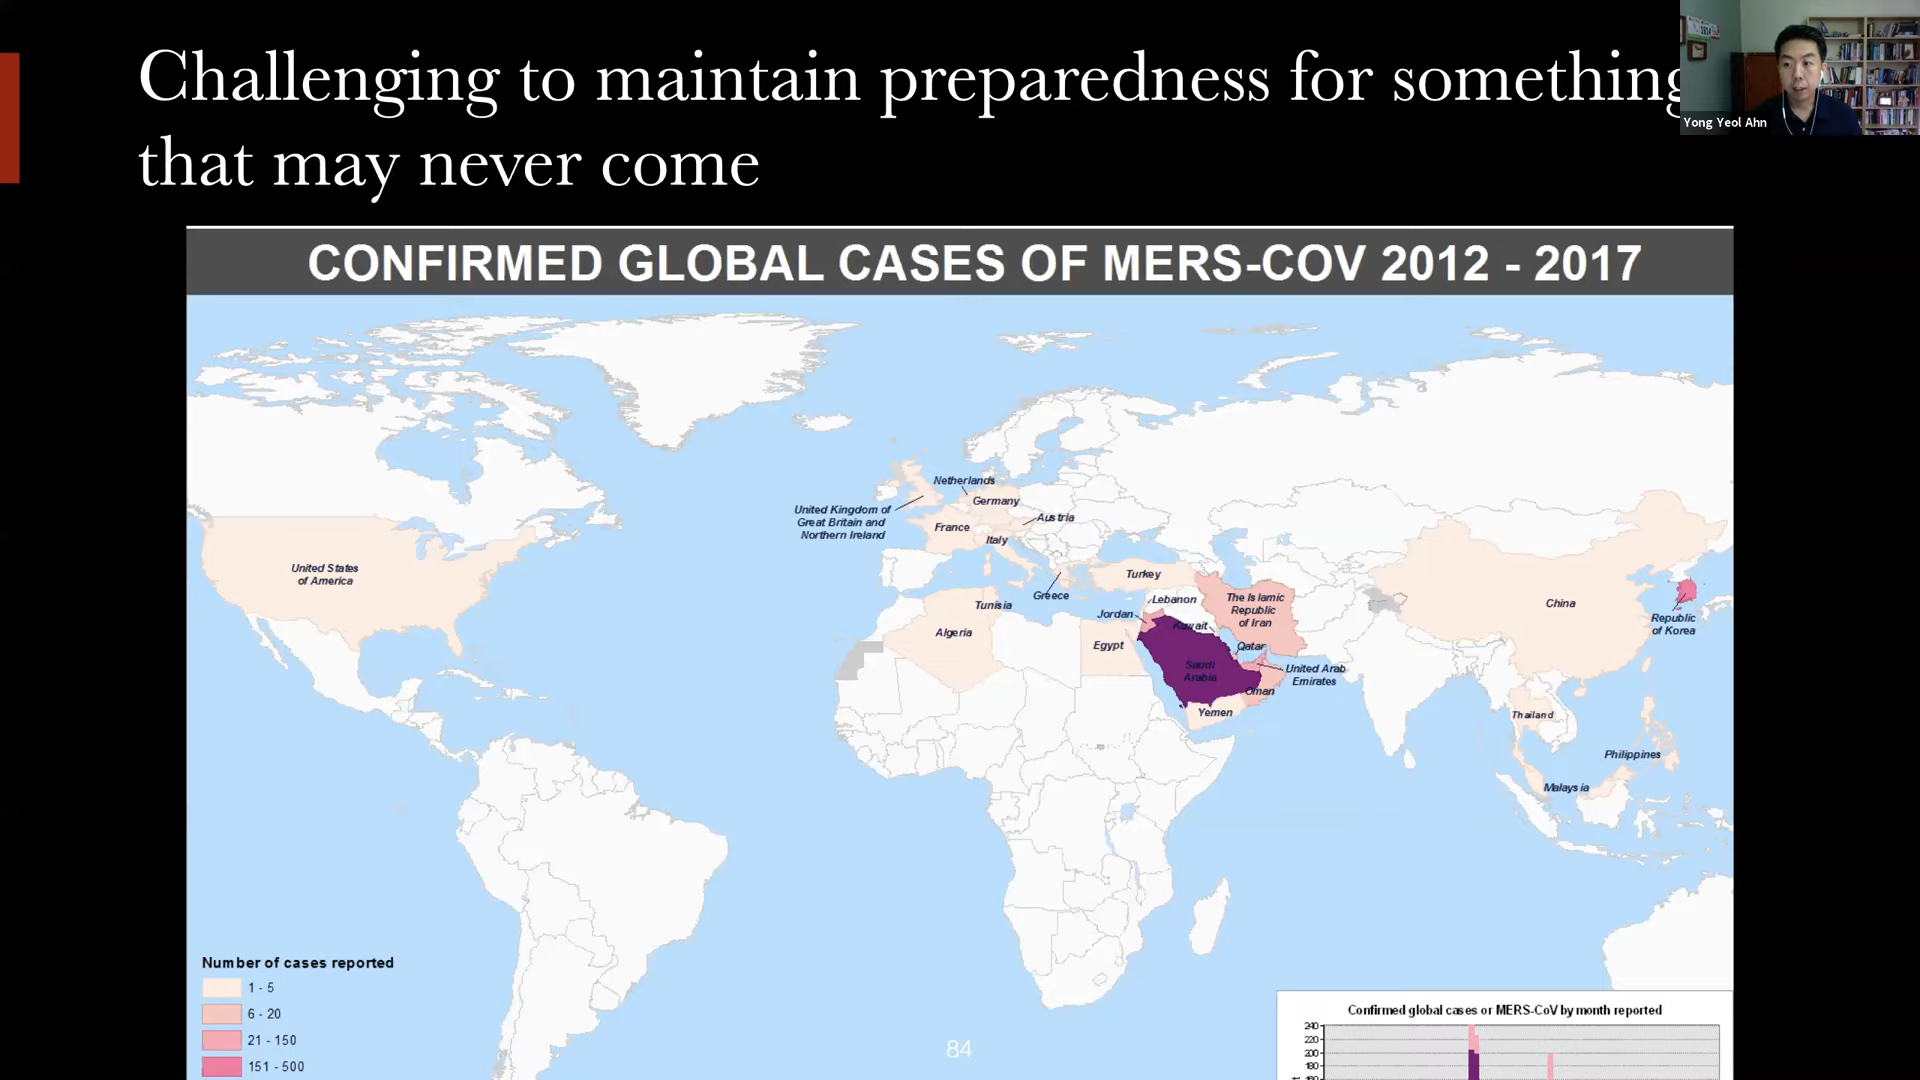 Challenging to maintain preparedness for something
that may never come
Yong Yeol Ahn
CONFIRMED GLOBAL CASES OF MERS-COV 2012 - 2017
Netherlands
Germany
United Kingdom of
Great Britain and
Northern Ireland
Austria
France
Italy
United States
of America
Turkey
Greece
Tunisia
Lebanon
The Islamic
Republic
of Iran
Jordan
Kuwait
China
Republic
of Korea
Algeria
Egypt
Qatar
Saudi
Arabia
United Arab
Emirates
Oman
Yemen
Thailand
Philippines
Malaysia
Number of cases reported
1 - 5
6 - 20
21 - 150
151 - 500
84
Confirmed global cases or MERS-CoV by month reported
240
220
200
180